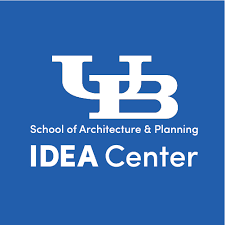 UB
School of Architecture & Planning
IDEA Center